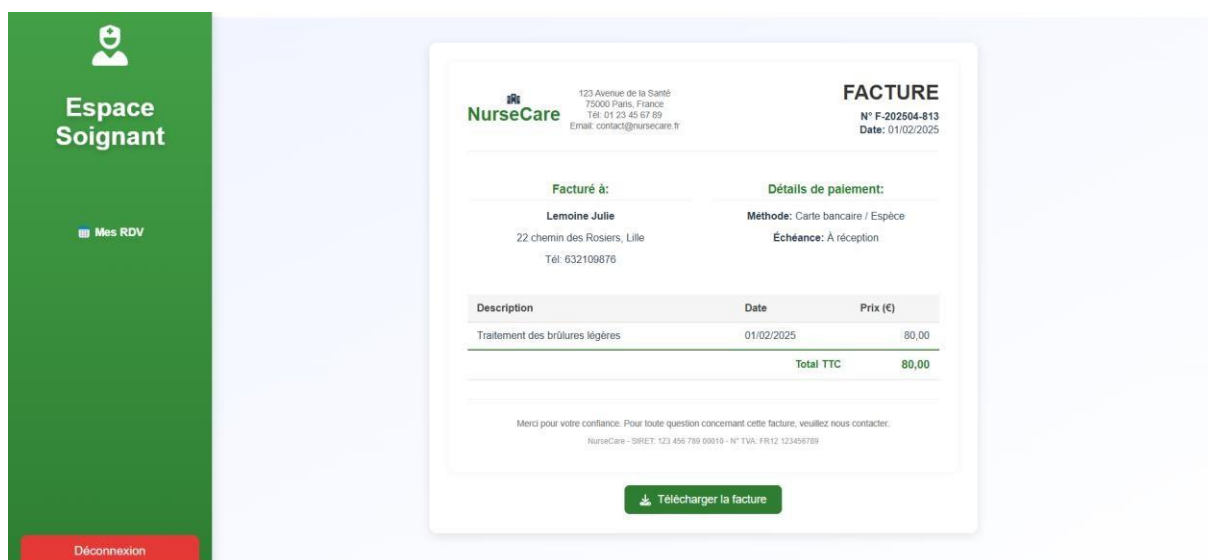 Espace
Soignant
Mes RDV
Déconnexion
NurseCare
123 Avenue de la Santé
75000 Paris, France
Tél: 01 23 45 67 89
Email: contact@nursecare.fr
FACTURE
N° F-202504-813
Date: 01/02/2025
Facturé à:
Lemoine Julie
22 chemin des Rosiers, Lille
Tél: 632109876
Détails de paiement:
Méthode: Carte bancaire / Espèce
Échéance: À réception
Description Date Prix (€)
Traitement des brûlures légères 01/02/2025 80,00
Total TTC 80,00
Merci pour votre confiance. Pour toute question concernant cette facture, veuillez nous contacter.
NurseCare - SIRET: 123 456 789 00010 - N° TVA: FR12 123456789
Télécharger la facture